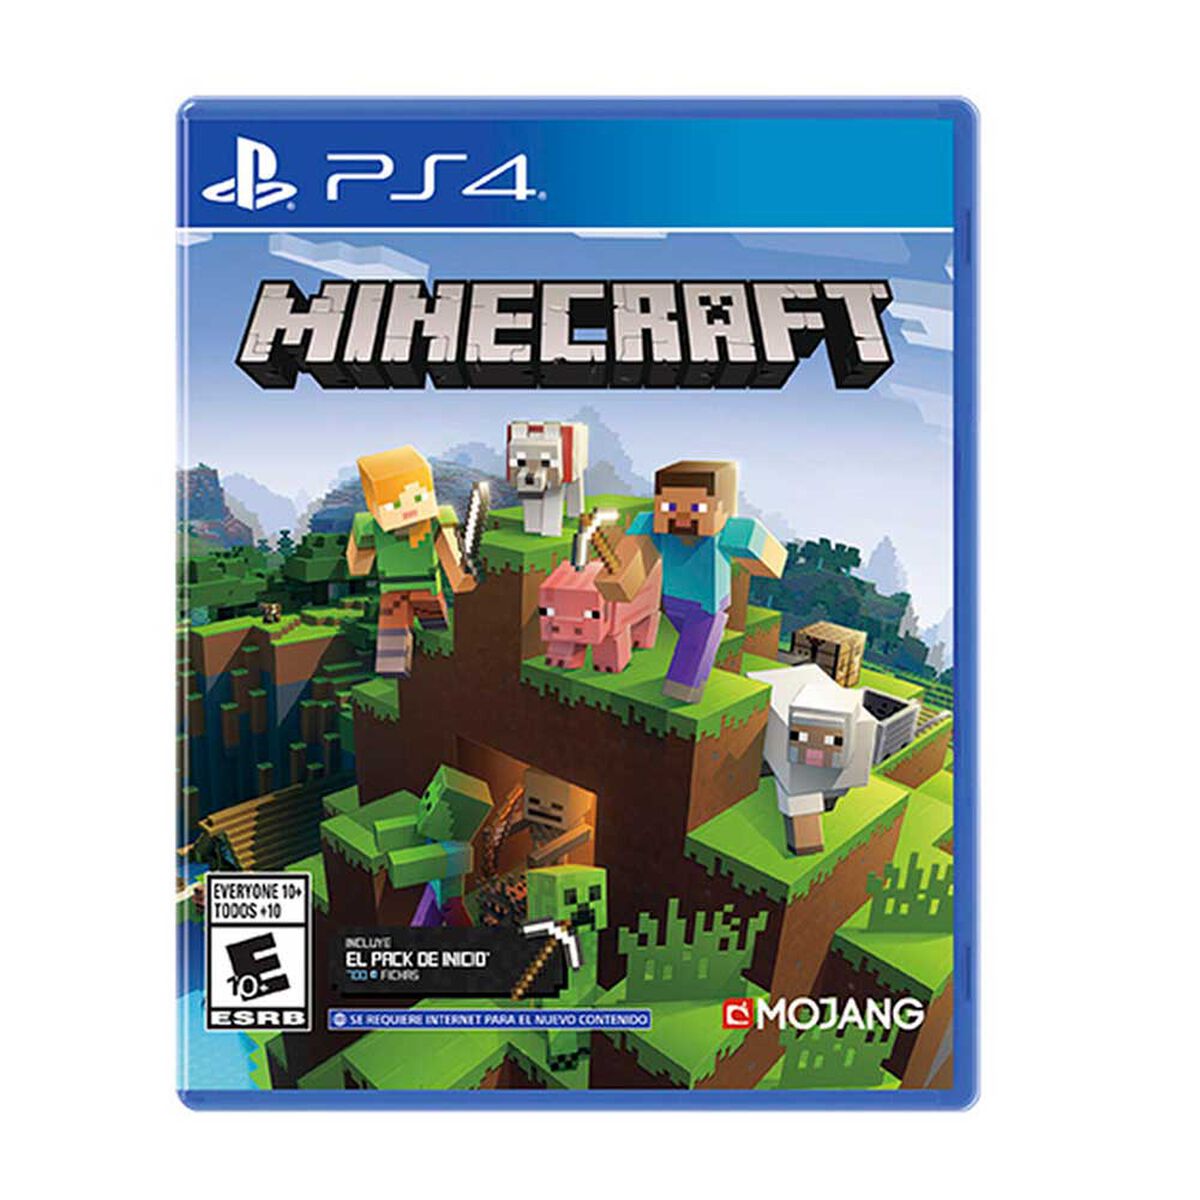 PS4
MINECRAFT
EVERYONE 10+
TODOS +10
E
10+
ESRB
INCLUYE
EL PACK DE INICIO
700 FICHAS
SE REQUIERE INTERNET PARA EL NUEVO CONTENIDO
MOJANG